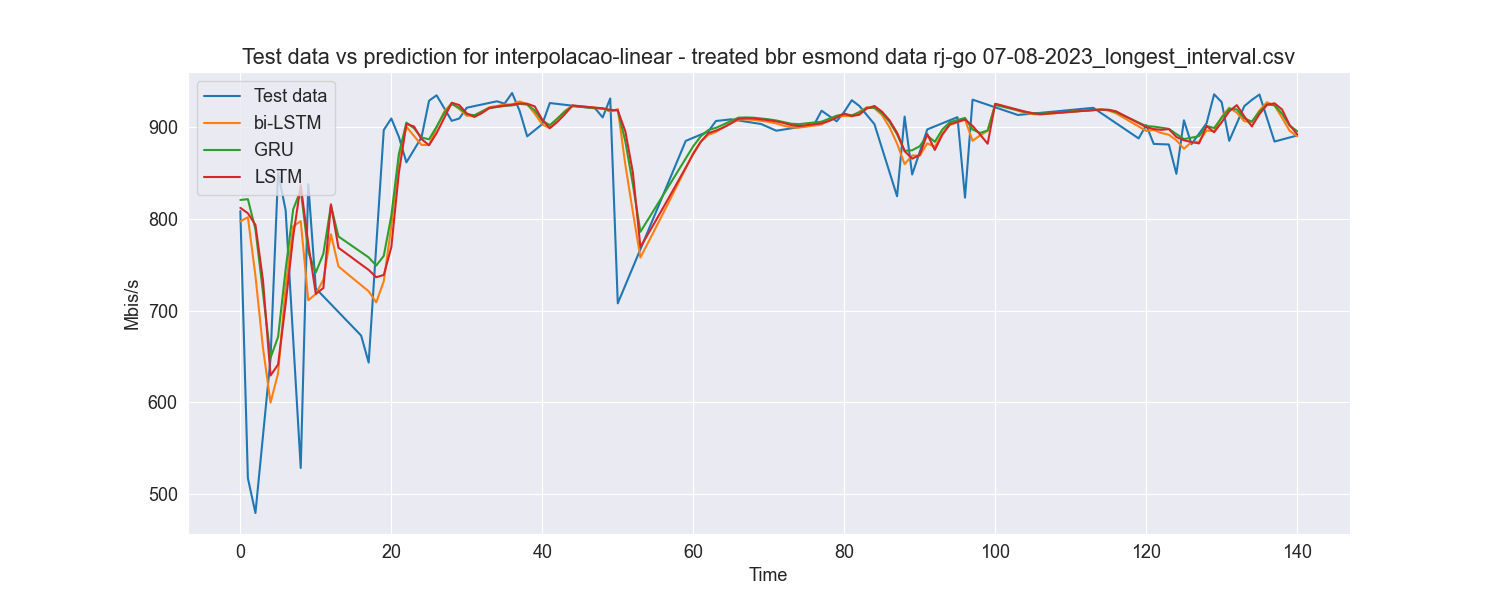 Test data vs prediction for interpolacao-linear - treated bbr esmond data rj-go 07-08-2023_longest_interval.csv
Test data
bi-LSTM
GRU
LSTM
900
800
700
600
500
Mbis/s
0 20 40 60 80 100 120 140
Time